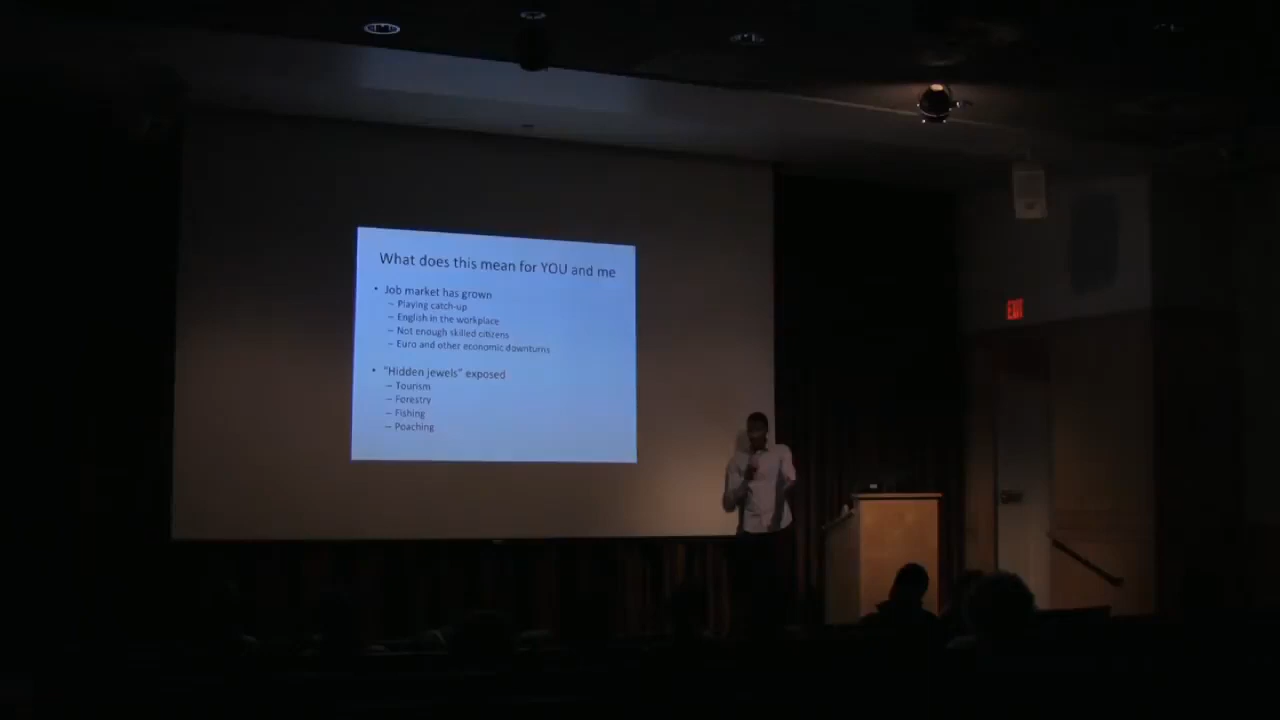 What does this mean for YOU and me
• Job market has grown
– Playing catch-up
– English in the workplace
– Not enough skilled citizens
– Euro and other economic downturns
• "Hidden jewels" exposed
– Tourism
– Forestry
– Fishing
– Poaching
EXIT